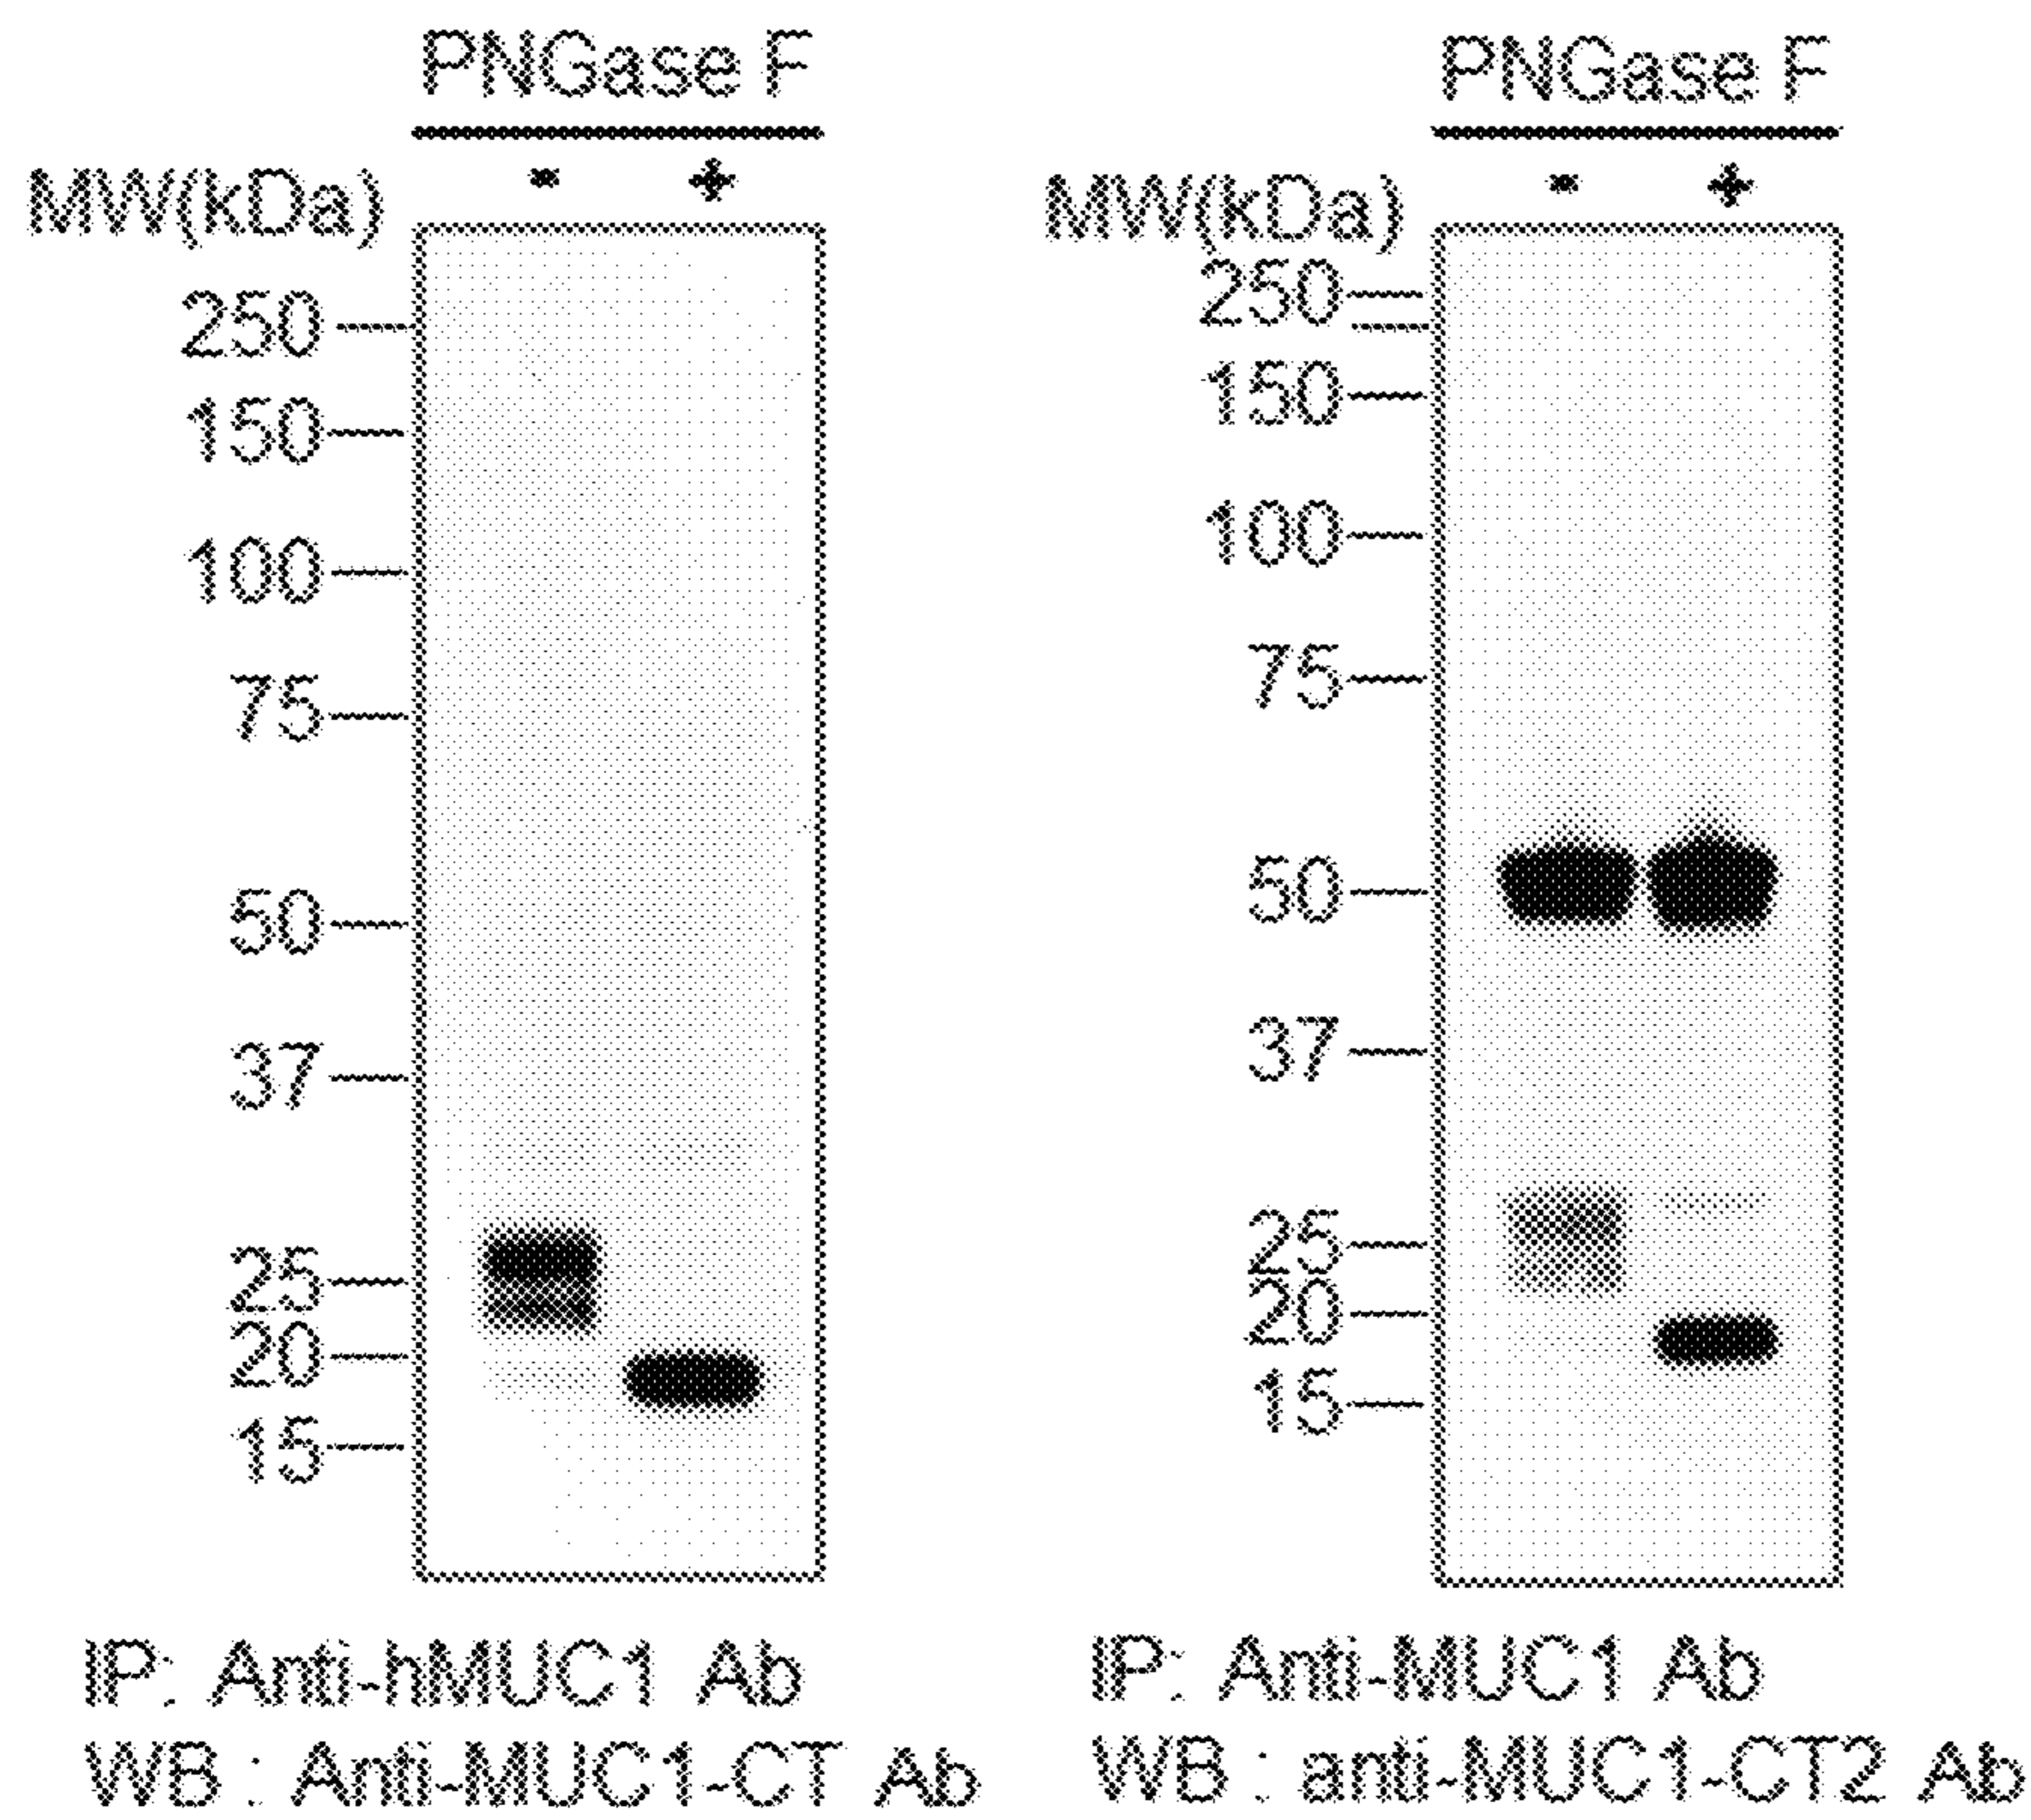 PNGase F
- +
MW(kDa)
250
150
100
75
50
37
25
20
15
IP: Anti-hMUC1 Ab
WB : Anti-MUC1-CT Ab
PNGase F
- +
MW(kDa)
250
150
100
75
50
37
25
20
15
IP: Anti-MUC1 Ab
WB : anti-MUC1-CT2 Ab